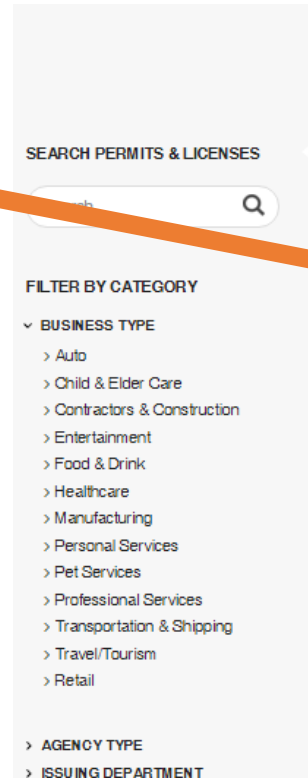 SEARCH PERMITS & LICENSES
FILTER BY CATEGORY
BUSINESS TYPE
> Auto
> Child & Elder Care
> Contractors & Construction
> Entertainment
> Food & Drink
> Healthcare
> Manufacturing
> Personal Services
> Pet Services
> Professional Services
> Transportation & Shipping
> Travel/Tourism
> Retail
> AGENCY TYPE
> ISSUING DEPARTMENT